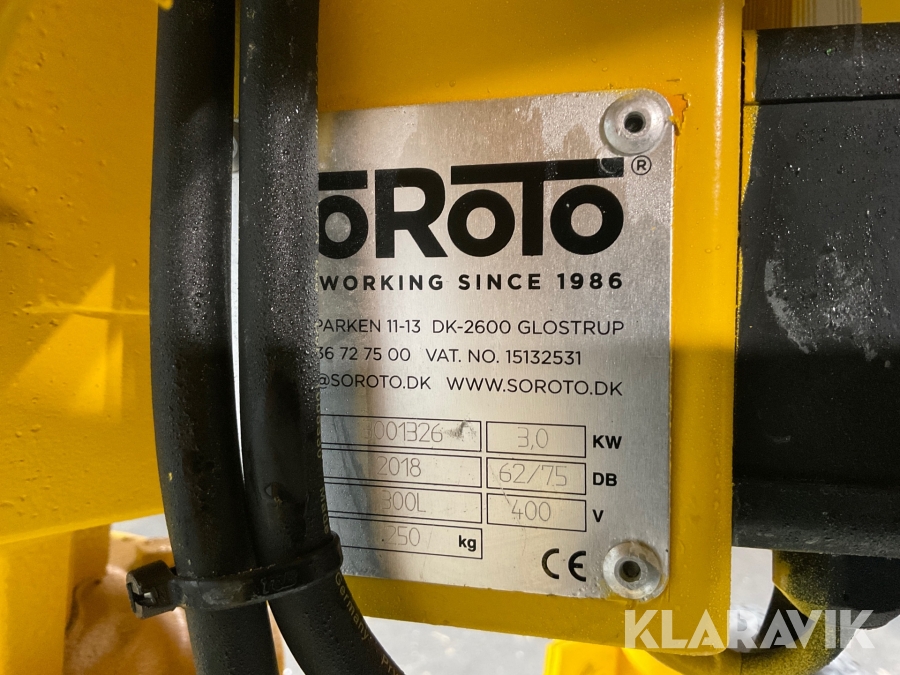 SOROTO®
WORKING SINCE 1986
PARKEN 11-13 DK-2600 GLOSTRUP
36 72 75 00 VAT. NO. 15132531
@SOROTO.DK WWW.SOROTO.DK
001326 3,0 KW
2018 62/75 DB
300L 400 V
250 kg
CE
Germany
KLARAVIK